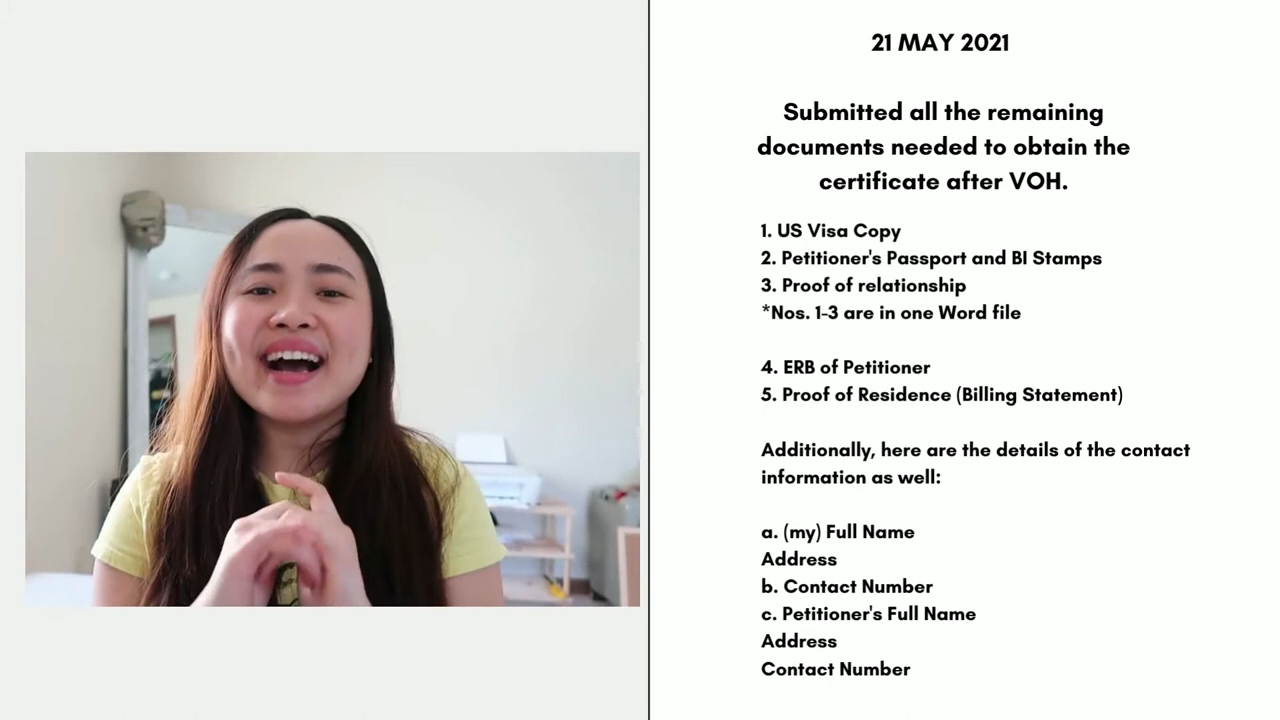 21 MAY 2021
Submitted all the remaining
documents needed to obtain the
certificate after VOH.
1. US Visa Copy
2. Petitioner's Passport and BI Stamps
3. Proof of relationship
*Nos. 1-3 are in one Word file
4. ERB of Petitioner
5. Proof of Residence (Billing Statement)
Additionally, here are the details of the contact
information as well:
a. (my) Full Name
Address
b. Contact Number
c. Petitioner's Full Name
Address
Contact Number